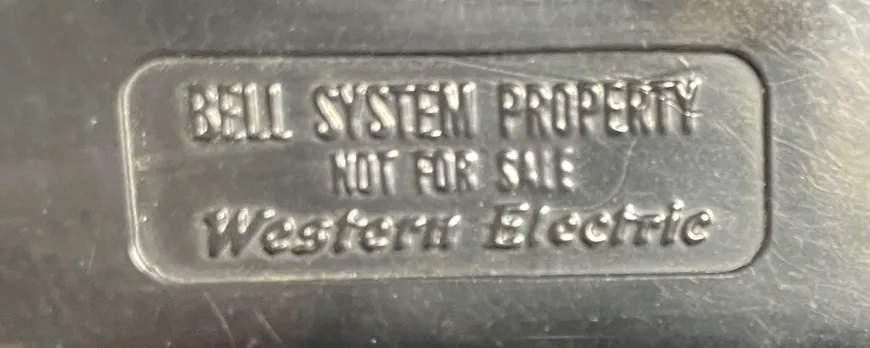 BELL SYSTEM PROPERTY
NOT FOR SALE
Western Electric